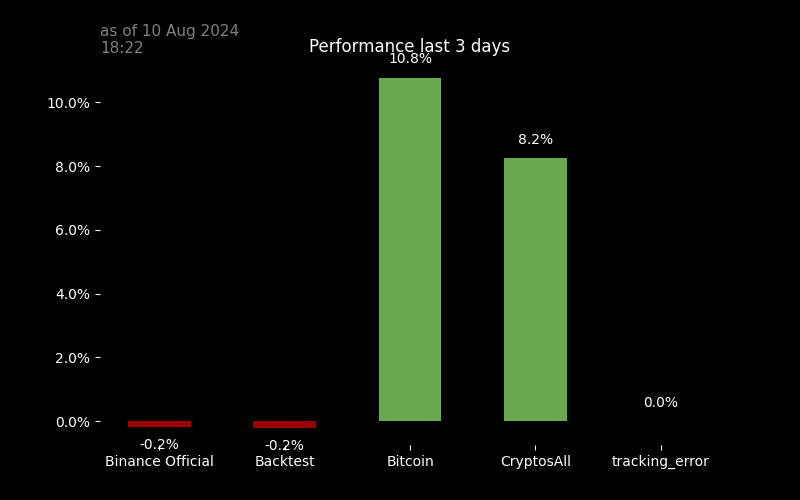 as of 10 Aug 2024
18:22
Performance last 3 days
10.8%
10.0%
8.2%
8.0%
6.0%
4.0%
2.0%
0.0%
0.0%
-0.2%
-0.2%
Binance Official
Backtest
Bitcoin
CryptosAll
tracking_error